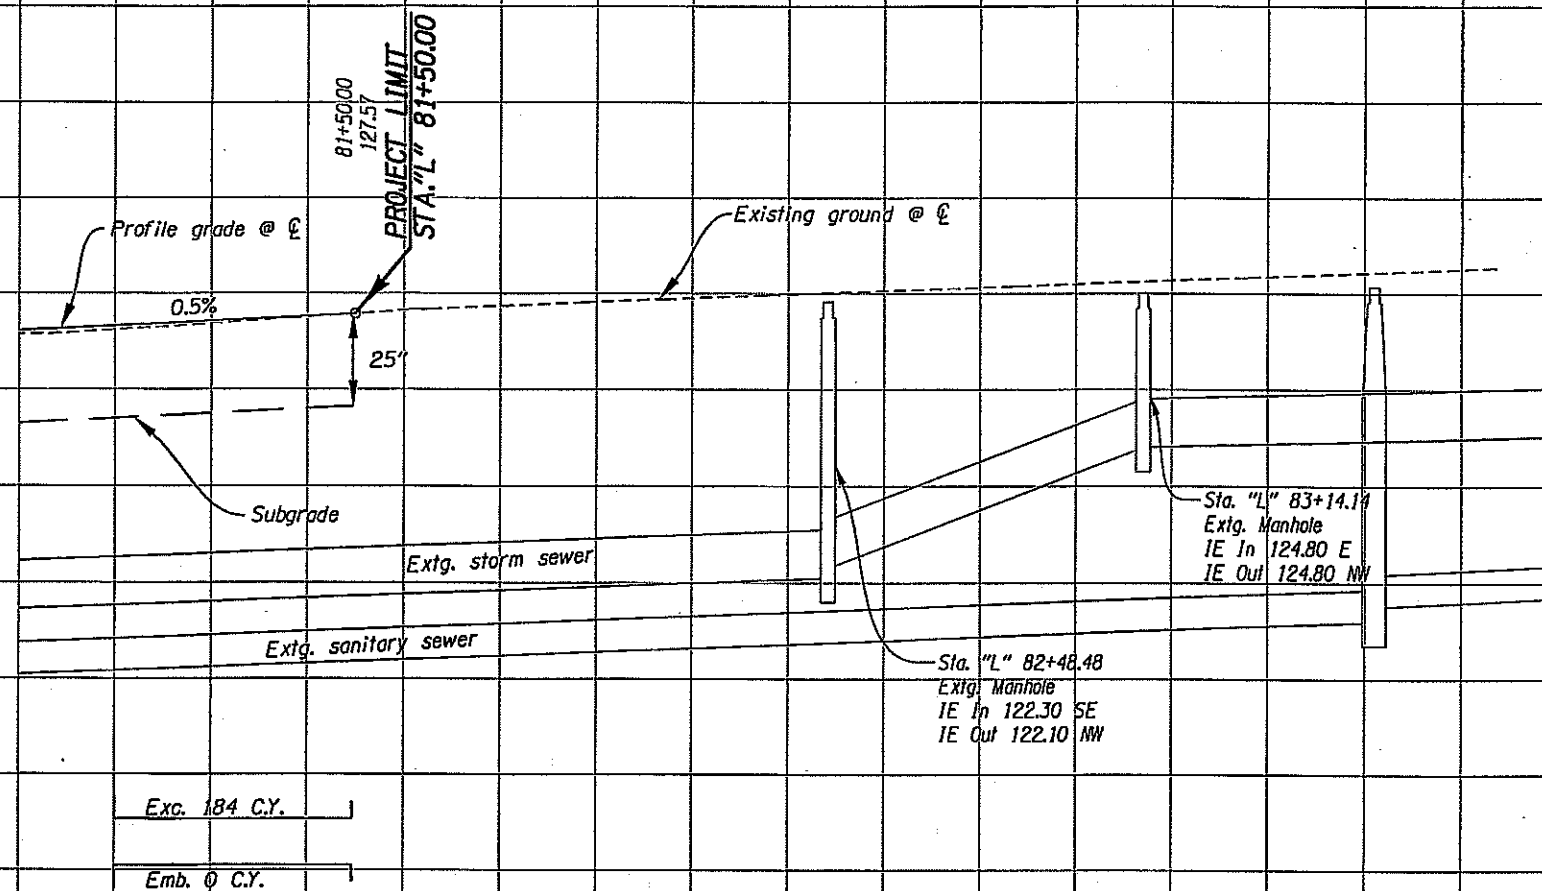 81+50.00
127.57
PROJECT LIMIT
STA."L" 81+50.00
Profile grade @ ℄
Existing ground @ ℄
0.5%
25"
Subgrade
Extg. storm sewer
Extg. sanitary sewer
Sta. "L" 83+14.14
Extg. Manhole
IE In 124.80 E
IE Out 124.80 NW
Sta. "L" 82+48.48
Extg. Manhole
IE In 122.30 SE
IE Out 122.10 NW
Exc. 184 C.Y.
Emb. 0 C.Y.